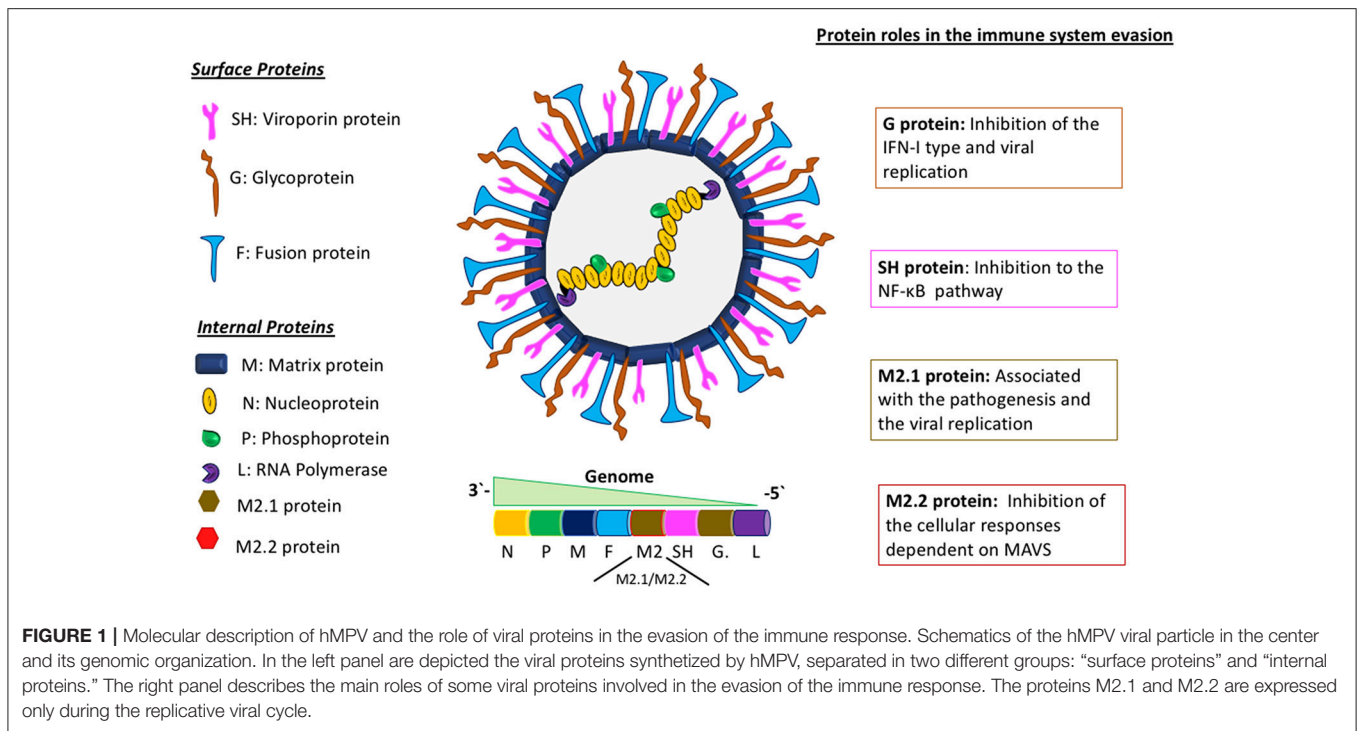 Protein roles in the immune system evasion
Surface Proteins
SH: Viroporin protein
G: Glycoprotein
F: Fusion protein
Internal Proteins
M: Matrix protein
N: Nucleoprotein
P: Phosphoprotein
L: RNA Polymerase
M2.1 protein
M2.2 protein
Genome
3`-
-5`
N P M F M2 SH G. L
M2.1/M2.2
G protein: Inhibition of the
IFN-I type and viral
replication
SH protein: Inhibition to the
NF-κB pathway
M2.1 protein: Associated
with the pathogenesis and
the viral replication
M2.2 protein: Inhibition of
the cellular responses
dependent on MAVS
FIGURE 1 | Molecular description of hMPV and the role of viral proteins in the evasion of the immune response. Schematics of the hMPV viral particle in the center
and its genomic organization. In the left panel are depicted the viral proteins synthetized by hMPV, separated in two different groups: “surface proteins” and “internal
proteins.” The right panel describes the main roles of some viral proteins involved in the evasion of the immune response. The proteins M2.1 and M2.2 are expressed
only during the replicative viral cycle.